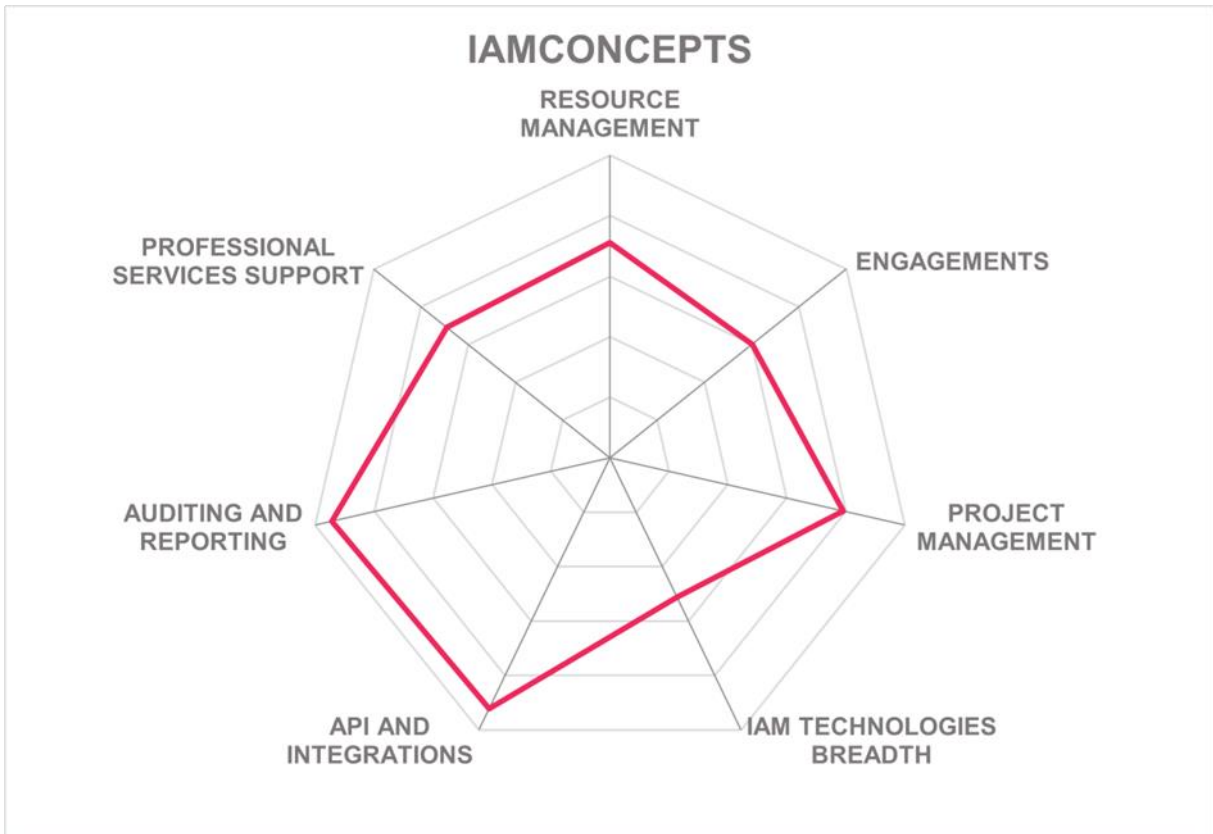 IAMCONCEPTS
RESOURCE
MANAGEMENT
ENGAGEMENTS
PROJECT
MANAGEMENT
IAM TECHNOLOGIES
BREADTH
API AND
INTEGRATIONS
AUDITING AND
REPORTING
PROFESSIONAL
SERVICES SUPPORT